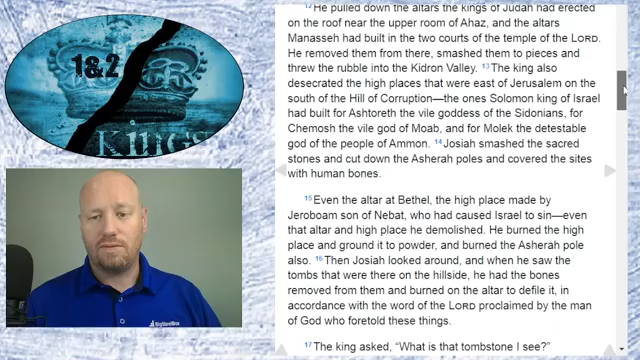 1&2
Kings
BigStoreBox
12 He pulled down the altars the kings of Judah had erected
on the roof near the upper room of Ahaz, and the altars
Manasseh had built in the two courts of the temple of the LORD.
He removed them from there, smashed them to pieces and
threw the rubble into the Kidron Valley. 13 The king also
desecrated the high places that were east of Jerusalem on the
south of the Hill of Corruption—the ones Solomon king of Israel
had built for Ashtoreth the vile goddess of the Sidonians, for
Chemosh the vile god of Moab, and for Molek the detestable
god of the people of Ammon. 14 Josiah smashed the sacred
stones and cut down the Asherah poles and covered the sites
with human bones.
15 Even the altar at Bethel, the high place made by
Jeroboam son of Nebat, who had caused Israel to sin—even
that altar and high place he demolished. He burned the high
place and ground it to powder, and burned the Asherah pole
also. 16 Then Josiah looked around, and when he saw the
tombs that were there on the hillside, he had the bones
removed from them and burned on the altar to defile it, in
accordance with the word of the LORD proclaimed by the man
of God who foretold these things.
17 The king asked, “What is that tombstone I see?”